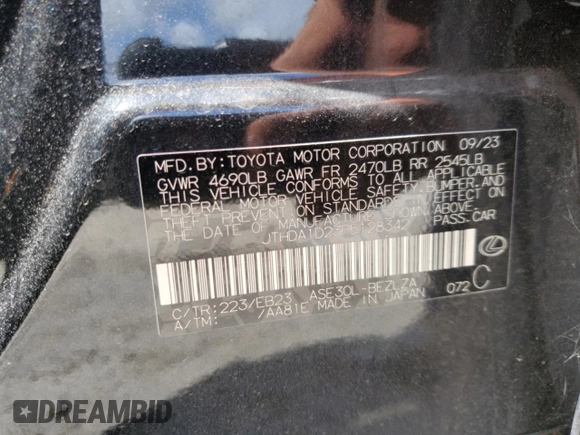 MFD. BY: TOYOTA MOTOR CORPORATION 09/23
GVWR 4690LB GAWR FR 2470LB RR 2545LB
THIS VEHICLE CONFORMS TO ALL APPLICABLE
FEDERAL MOTOR VEHICLE SAFETY, BUMPER, AND
THEFT PREVENTION STANDARDS IN EFFECT ON
THE DATE OF MANUFACTURE SHOWN ABOVE.
PASS. CAR
C/TR: 223/EB23 ASE30L-BEZLZA 072 C
A/TM: /AA81E MADE IN JAPAN
DREAMBID